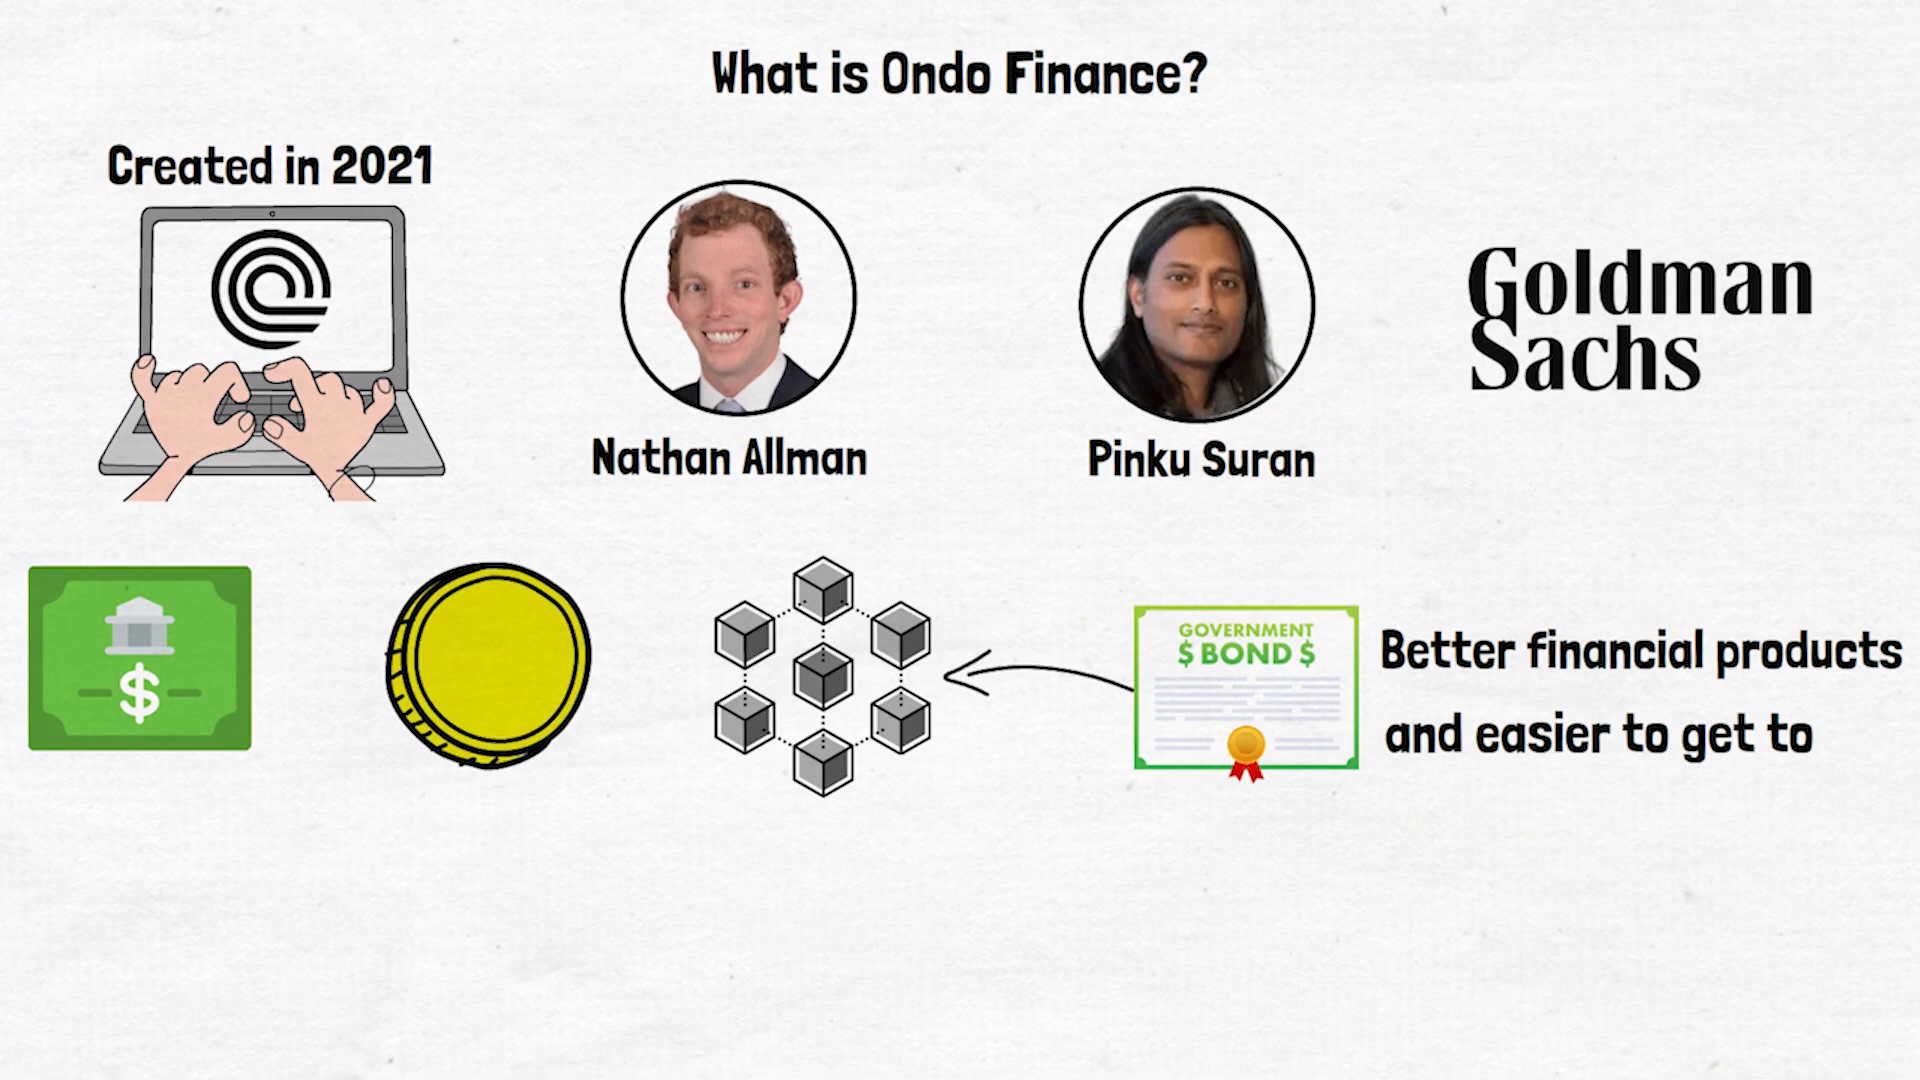 What is Ondo Finance?
Created in 2021
Nathan Allman
Pinku Suran
Goldman
Sachs
$
GOVERNMENT
$ BOND $
Better financial products
and easier to get to